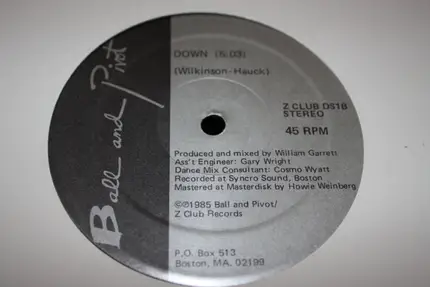 Ball and Pivot
DOWN (5:03)
(Wilkinson-Hauck)
Z CLUB DS1B
STEREO
45 RPM
Produced and mixed by William Garrett
Ass't Engineer: Gary Wright
Dance Mix Consultant: Cosmo Wyatt
Recorded at Syncro Sound, Boston
Mastered at Masterdisk by Howie Weinberg
©℗1985 Ball and Pivot/
Z Club Records
P.O. Box 513
Boston, MA. 02199